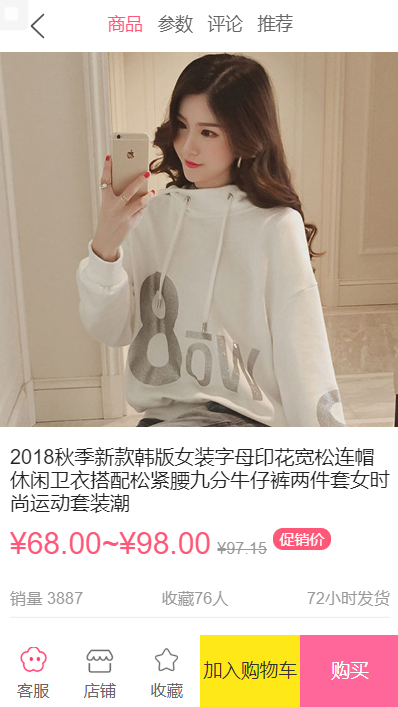 商品 参数 评论 推荐
2018秋季新款韩版女装字母印花宽松连帽
休闲卫衣搭配松紧腰九分牛仔裤两件套女时
尚运动套装潮
¥68.00~¥98.00 ¥97.15 促销价
销量 3887 收藏76人 72小时发货
客服 店铺 收藏 加入购物车 购买